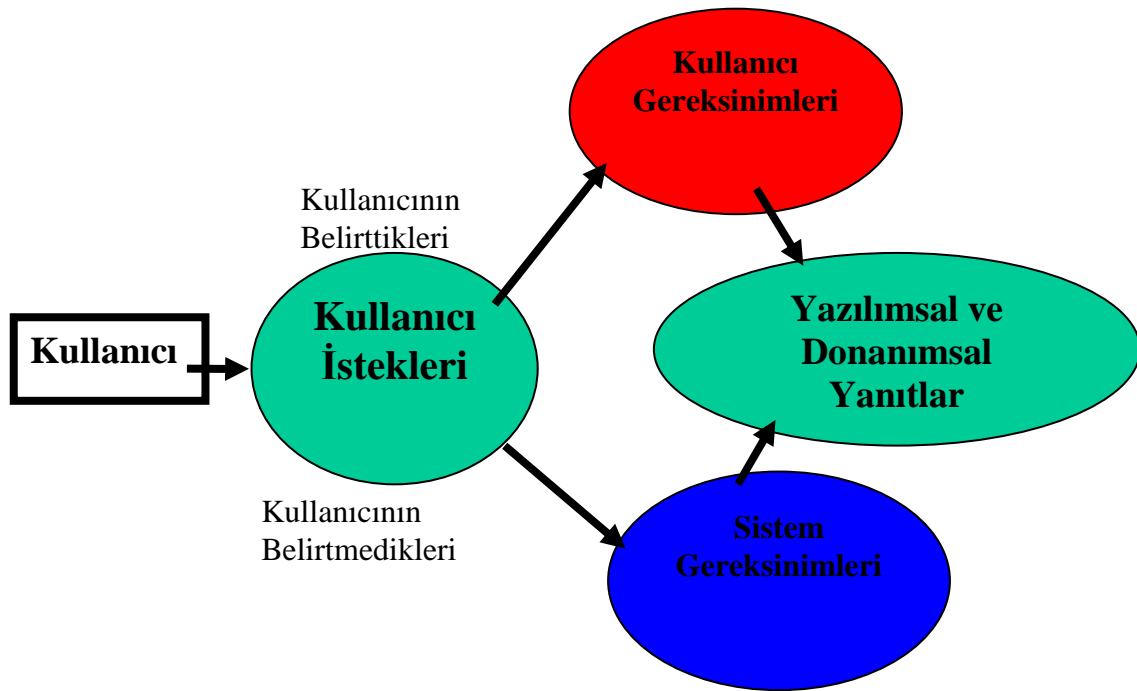 Kullanıcı
Gereksinimleri
Kullanıcının
Belirttikleri
Kullanıcı
Kullanıcı
İstekleri
Yazılımsal ve
Donanımsal
Yanıtlar
Kullanıcının
Belirtmedikleri
Sistem
Gereksinimleri